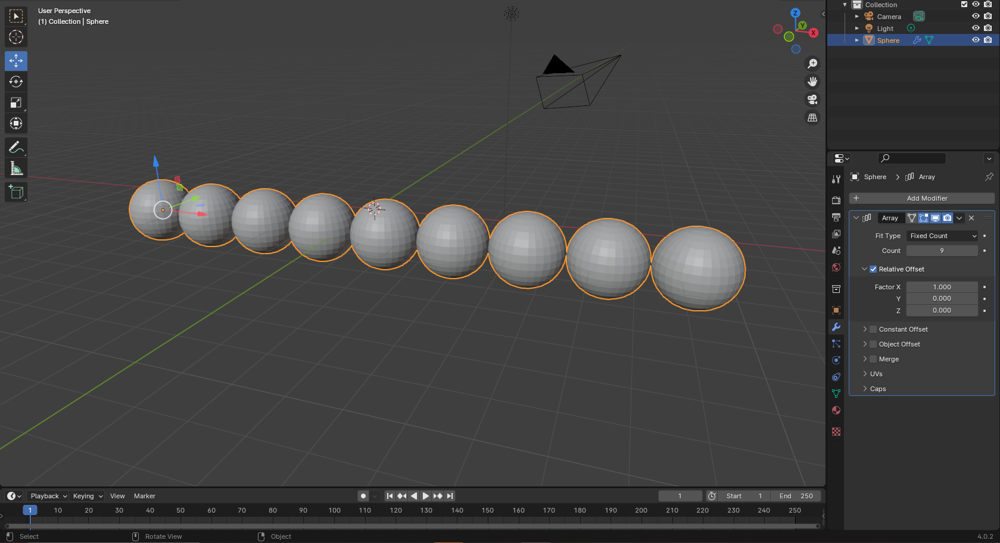 User Perspective
(1) Collection | Sphere
Z
Y
X
Collection
Camera
Light
Sphere
Sphere
Array
Add Modifier
Array
Fit Type
Fixed Count
Count
9
Relative Offset
Factor X
1.000
Y
0.000
Z
0.000
Constant Offset
Object Offset
Merge
UVs
Caps
Playback
Keying
View
Marker
1
Start 1
End 250
1 10 20 30 40 50 60 70 80 90 100 110 120 130 140 150 160 170 180 190 200 210 220 230 240 250
Select
Rotate View
Object
4.0.2